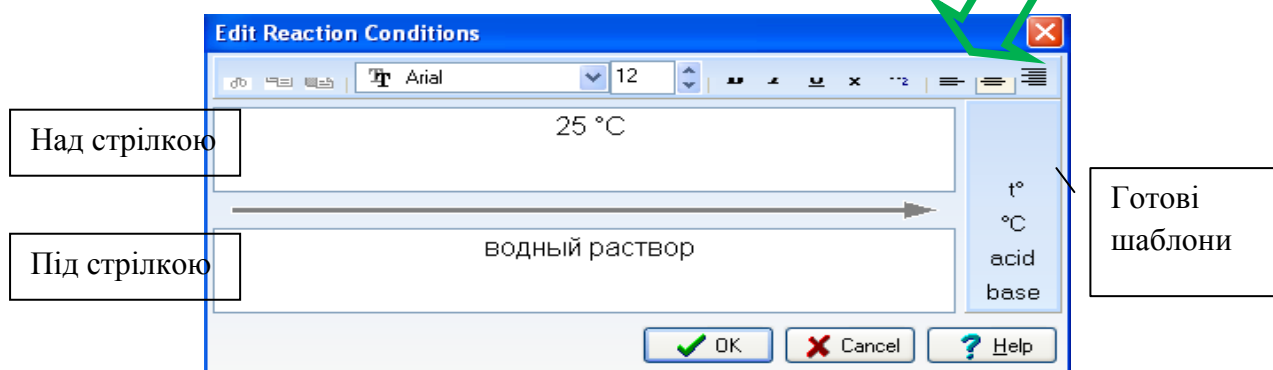 Edit Reaction Conditions
Arial 12
Над стрілкою
25 °C
t°
°C
acid
base
Готові
шаблони
Під стрілкою
водный раствор
OK Cancel Help